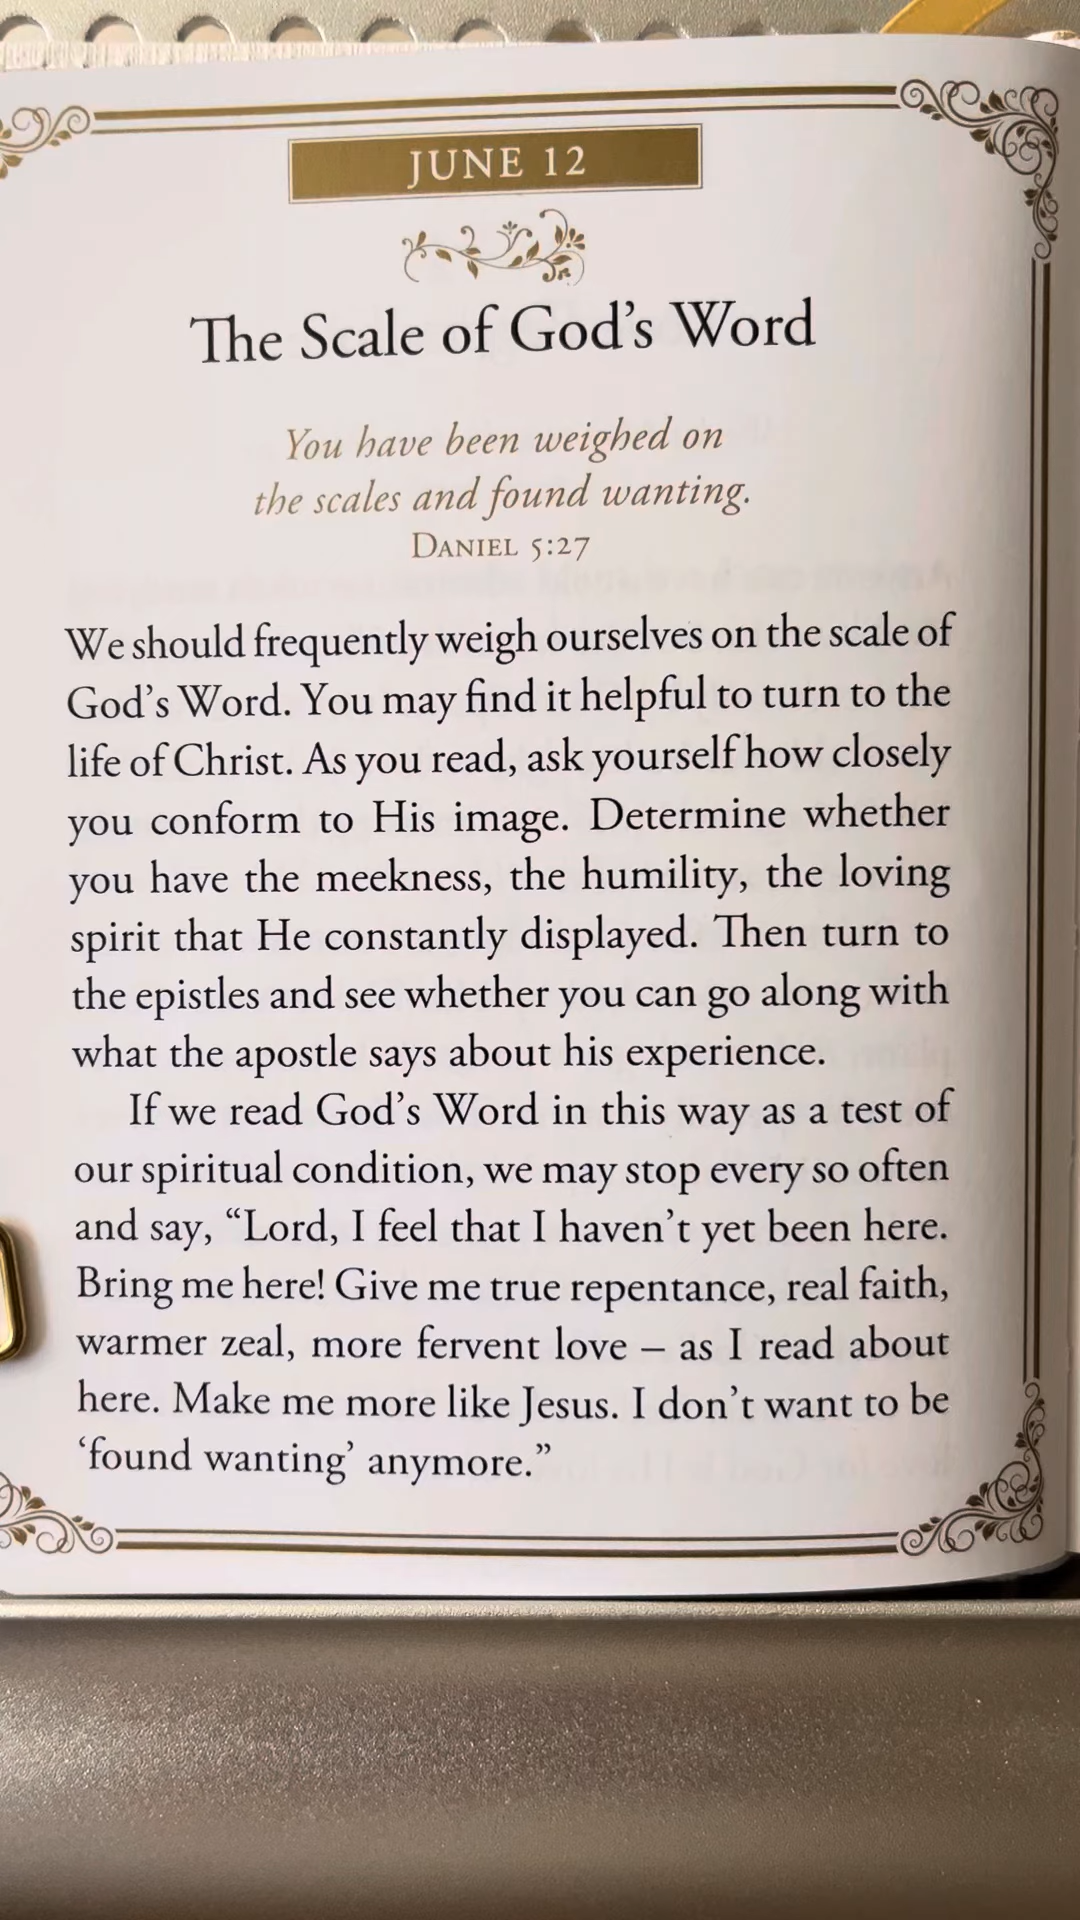 JUNE 12
The Scale of God's Word
You have been weighed on
the scales and found wanting.
DANIEL 5:27
We should frequently weigh ourselves on the scale of
God's Word. You may find it helpful to turn to the
life of Christ. As you read, ask yourself how closely
you conform to His image. Determine whether
you have the meekness, the humility, the loving
spirit that He constantly displayed. Then turn to
the epistles and see whether you can go along with
what the apostle says about his experience.
If we read God's Word in this way as a test of
our spiritual condition, we may stop every so often
and say, “Lord, I feel that I haven't yet been here.
Bring me here! Give me true repentance, real faith,
warmer zeal, more fervent love – as I read about
here. Make me more like Jesus. I don't want to be
‘found wanting’ anymore.”